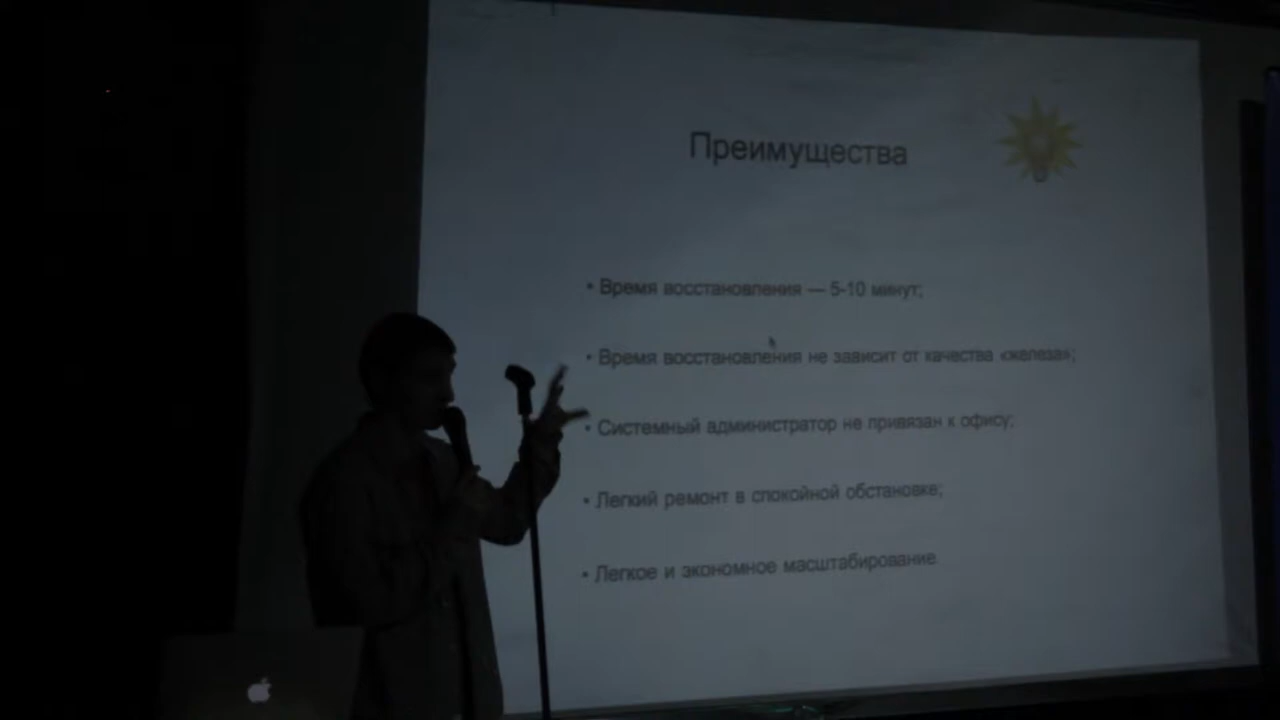 Преимущества
• Время восстановления — 5-10 минут;
• Время восстановления не зависит от качества «железа»;
• Системный администратор не привязан к офису;
• Легкий ремонт в спокойной обстановке;
• Легкое и экономное масштабирование